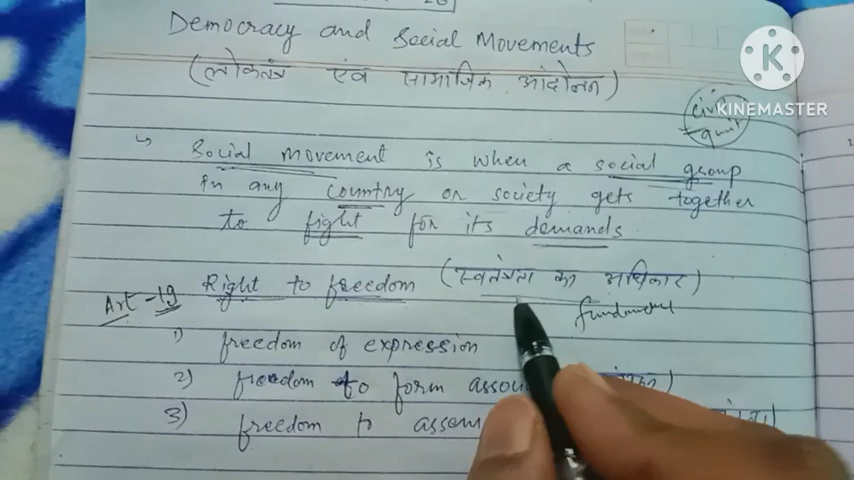 Democracy and Social Movements
(लोकतंत्र एंव सामाजिक आंदोलन)
KINEMASTER
civil
quit
↳ Social movement is when a social group
in any country or society gets together
to fight for its demands
Art-19 Right to freedom (स्वतंत्रता का अधिकार)
1) freedom of expression
2) freedom to form
3) freedom to